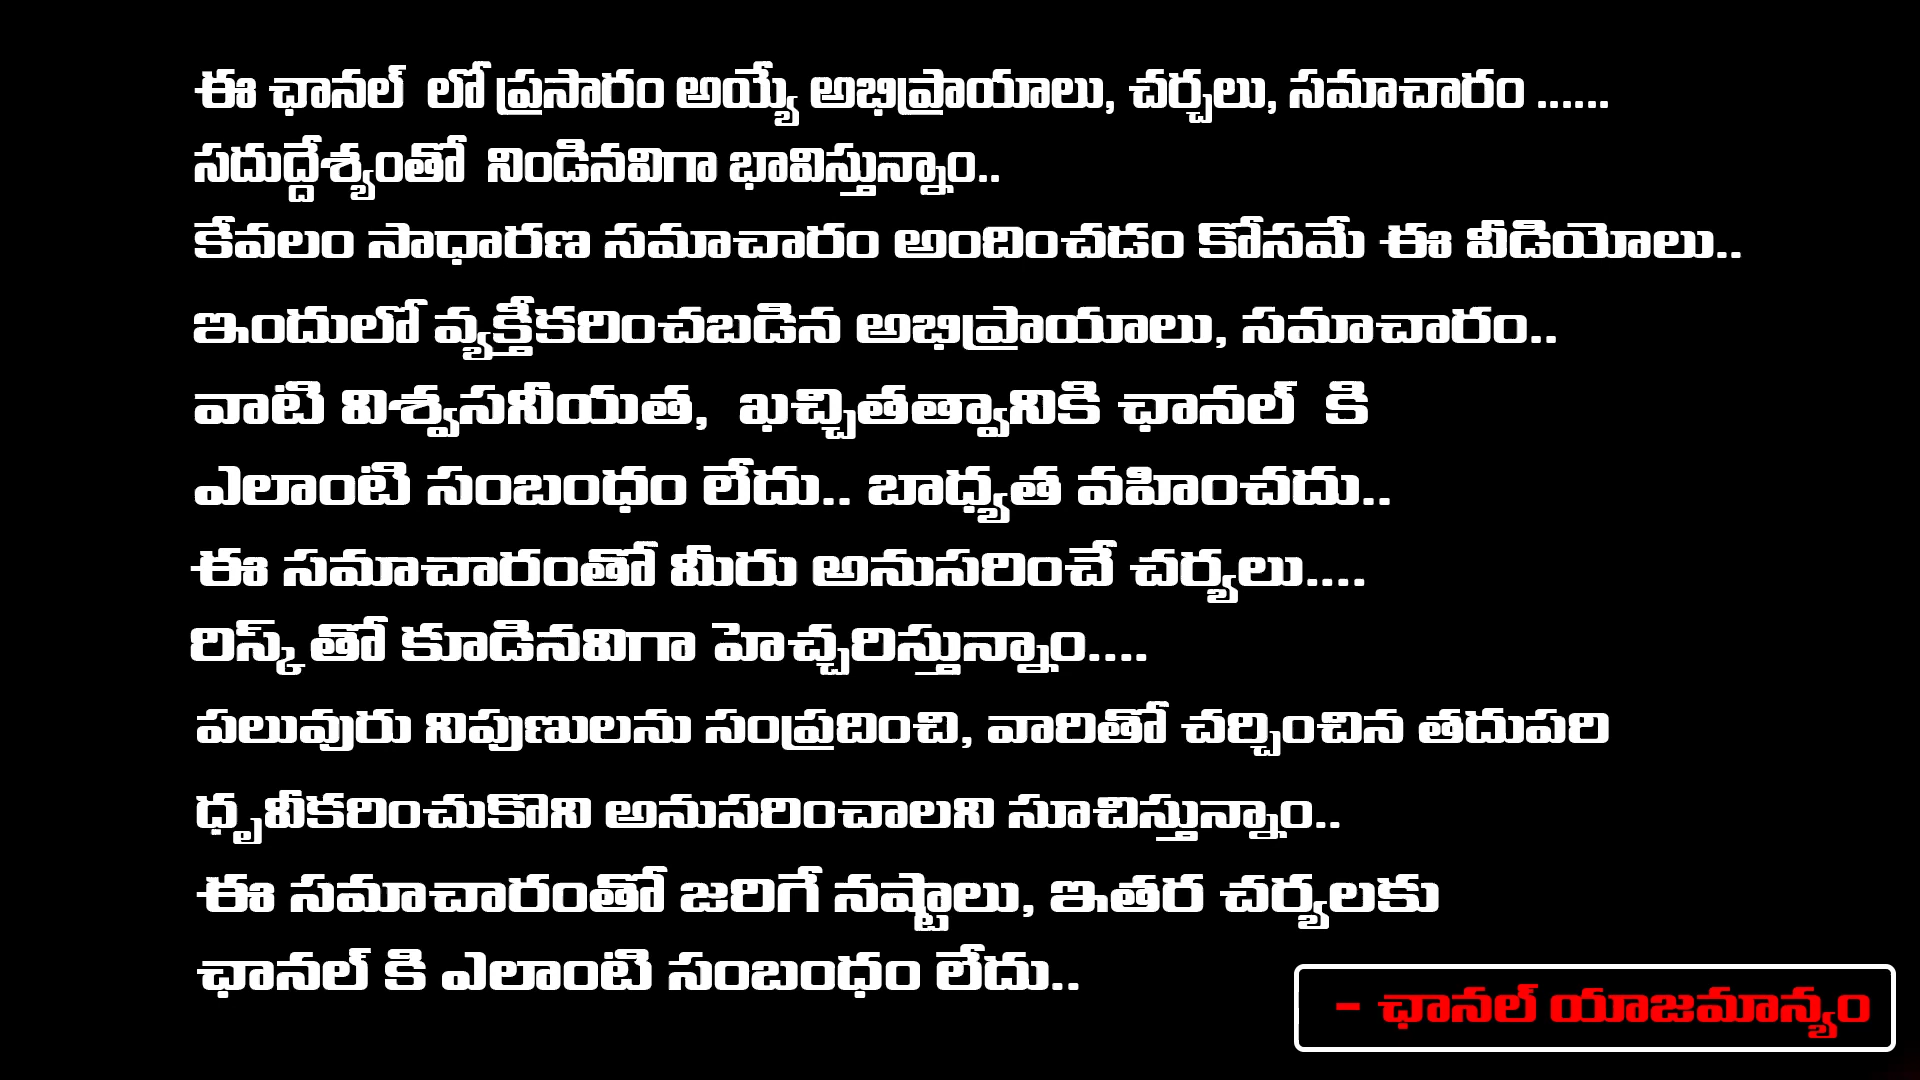 ఈ ఛానల్ లో ప్రసారం అయ్యే అభిప్రాయాలు, చర్చలు, సమాచారం ......
సదుద్దేశ్యంతో నిండినవిగా భావిస్తున్నాం..
కేవలం సాధారణ సమాచారం అందించడం కోసమే ఈ వీడియోలు..
ఇందులో వ్యక్తీకరించబడిన అభిప్రాయాలు, సమాచారం..
వాటి విశ్వసనీయత, ఖచ్చితత్వానికి ఛానల్ కి
ఎలాంటి సంబంధం లేదు.. బాధ్యత వహించదు..
ఈ సమాచారంతో మీరు అనుసరించే చర్యలు....
రిస్క్ తో కూడినవిగా హెచ్చరిస్తున్నాం....
పలువురు నిపుణులను సంప్రదించి, వారితో చర్చించిన తదుపరి
ధృవీకరించుకొని అనుసరించాలని సూచిస్తున్నాం..
ఈ సమాచారంతో జరిగే నష్టాలు, ఇతర చర్యలకు
ఛానల్ కి ఎలాంటి సంబంధం లేదు..
- ఛానల్ యాజమాన్యం